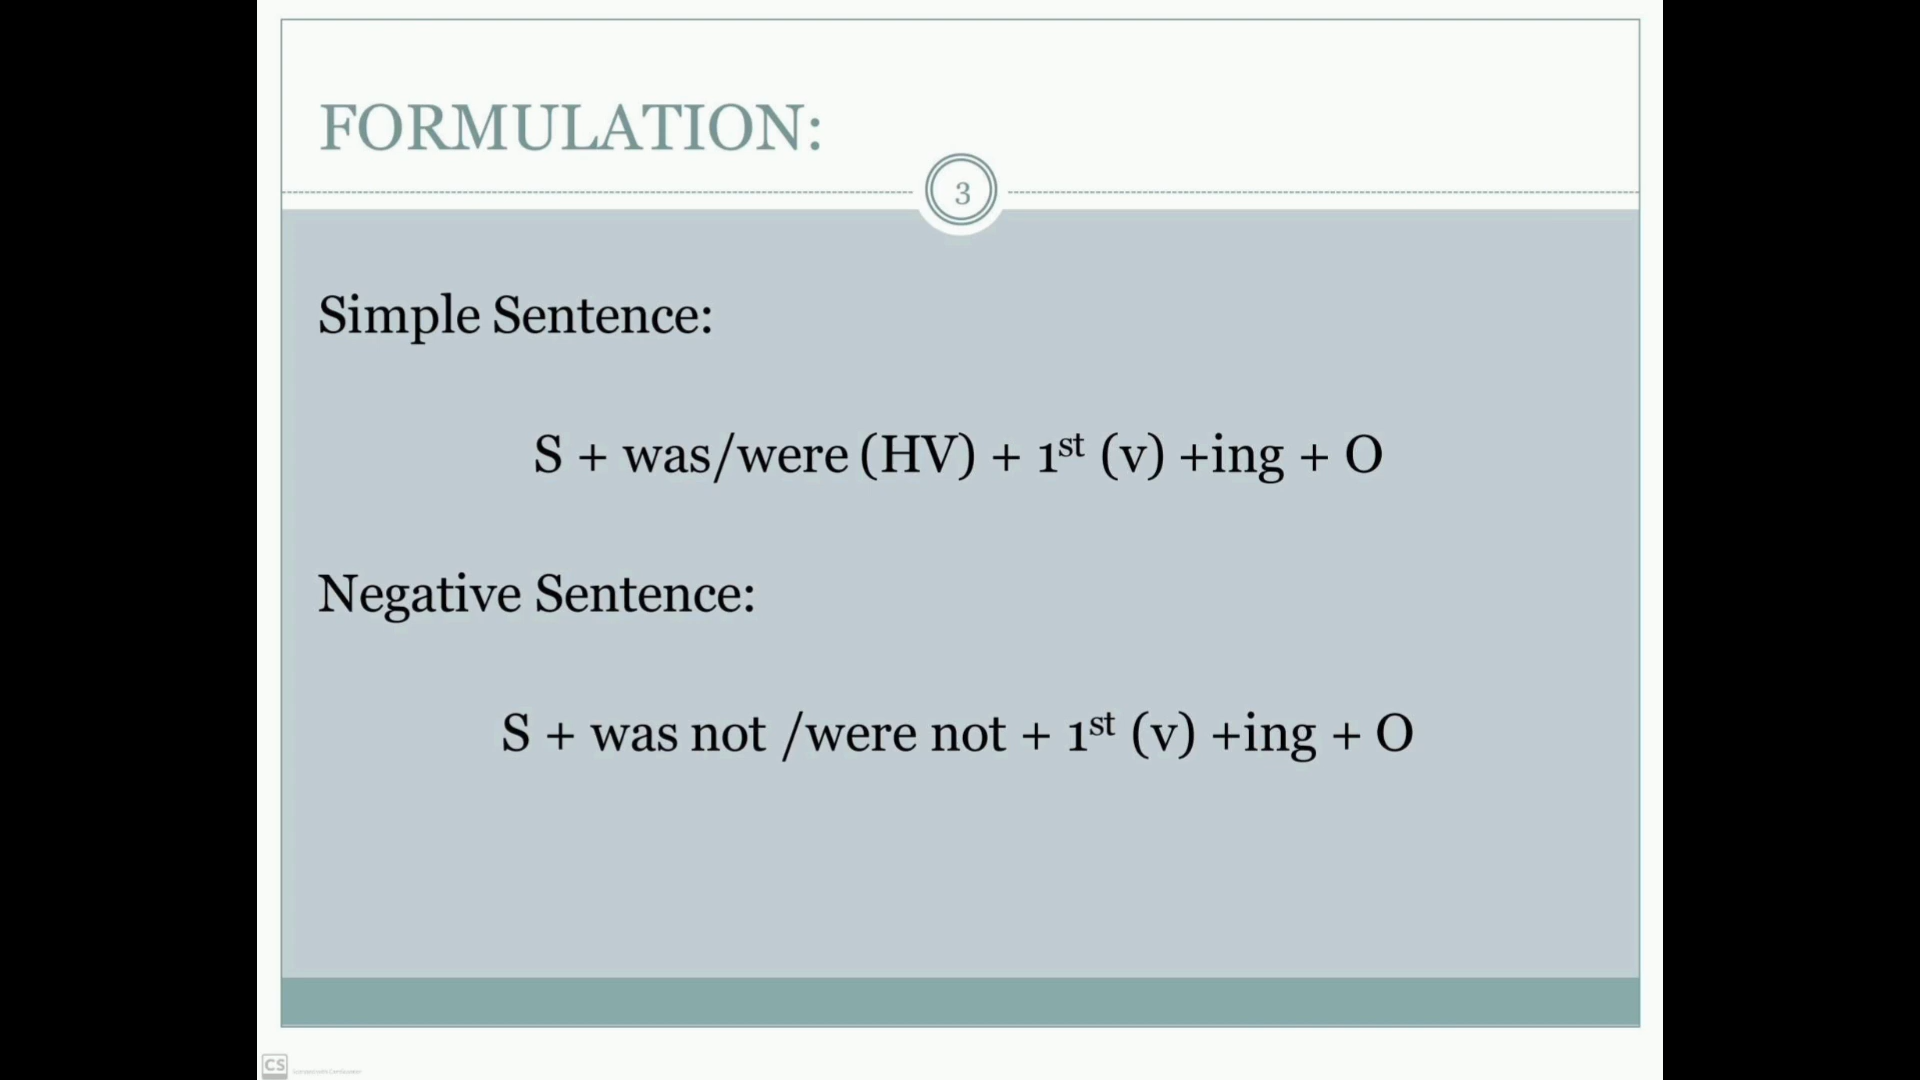 FORMULATION:
3
Simple Sentence:
S + was/were (HV) + 1st (v) +ing + O
Negative Sentence:
S + was not /were not + 1st (v) +ing + O
CS